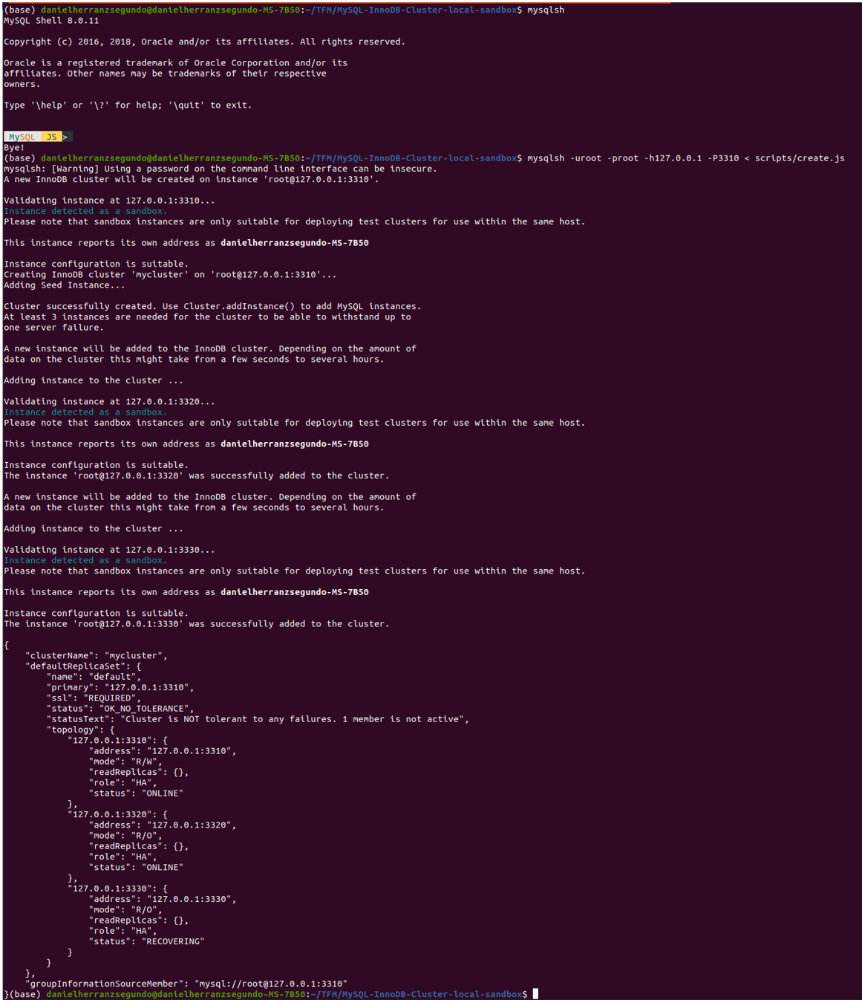 (base) danielherranzsegundo@danielherranzsegundo-MS-7B50:~/TFM/MySQL-InnoDB-Cluster-local-sandbox$ mysqlsh
MySQL Shell 8.0.11
Copyright (c) 2016, 2018, Oracle and/or its affiliates. All rights reserved.
Oracle is a registered trademark of Oracle Corporation and/or its
affiliates. Other names may be trademarks of their respective
owners.
Type '\help' or '\?' for help; '\quit' to exit.
MySQL JS >
Bye!
(base) danielherranzsegundo@danielherranzsegundo-MS-7B50:~/TFM/MySQL-InnoDB-Cluster-local-sandbox$ mysqlsh -uroot -proot -h127.0.0.1 -P3310 < scripts/create.js
mysqlsh: [Warning] Using a password on the command line interface can be insecure.
A new InnoDB cluster will be created on instance 'root@127.0.0.1:3310'.
Validating instance at 127.0.0.1:3310...
Instance detected as a sandbox.
Please note that sandbox instances are only suitable for deploying test clusters for use within the same host.
This instance reports its own address as danielherranzsegundo-MS-7B50
Instance configuration is suitable.
Creating InnoDB cluster 'mycluster' on 'root@127.0.0.1:3310'...
Adding Seed Instance...
Cluster successfully created. Use Cluster.addInstance() to add MySQL instances.
At least 3 instances are needed for the cluster to be able to withstand up to
one server failure.
A new instance will be added to the InnoDB cluster. Depending on the amount of
data on the cluster this might take from a few seconds to several hours.
Adding instance to the cluster ...
Validating instance at 127.0.0.1:3320...
Instance detected as a sandbox.
Please note that sandbox instances are only suitable for deploying test clusters for use within the same host.
This instance reports its own address as danielherranzsegundo-MS-7B50
Instance configuration is suitable.
The instance 'root@127.0.0.1:3320' was successfully added to the cluster.
A new instance will be added to the InnoDB cluster. Depending on the amount of
data on the cluster this might take from a few seconds to several hours.
Adding instance to the cluster ...
Validating instance at 127.0.0.1:3330...
Instance detected as a sandbox.
Please note that sandbox instances are only suitable for deploying test clusters for use within the same host.
This instance reports its own address as danielherranzsegundo-MS-7B50
Instance configuration is suitable.
The instance 'root@127.0.0.1:3330' was successfully added to the cluster.
{
    "clusterName": "mycluster",
    "defaultReplicaSet": {
        "name": "default",
        "primary": "127.0.0.1:3310",
        "ssl": "REQUIRED",
        "status": "OK_NO_TOLERANCE",
        "statusText": "Cluster is NOT tolerant to any failures. 1 member is not active",
        "topology": {
            "127.0.0.1:3310": {
                "address": "127.0.0.1:3310",
                "mode": "R/W",
                "readReplicas": {},
                "role": "HA",
                "status": "ONLINE"
            },
            "127.0.0.1:3320": {
                "address": "127.0.0.1:3320",
                "mode": "R/O",
                "readReplicas": {},
                "role": "HA",
                "status": "ONLINE"
            },
            "127.0.0.1:3330": {
                "address": "127.0.0.1:3330",
                "mode": "R/O",
                "readReplicas": {},
                "role": "HA",
                "status": "RECOVERING"
            }
        }
    },
    "groupInformationSourceMember": "mysql://root@127.0.0.1:3310"
}(base) danielherranzsegundo@danielherranzsegundo-MS-7B50:~/TFM/MySQL-InnoDB-Cluster-local-sandbox$